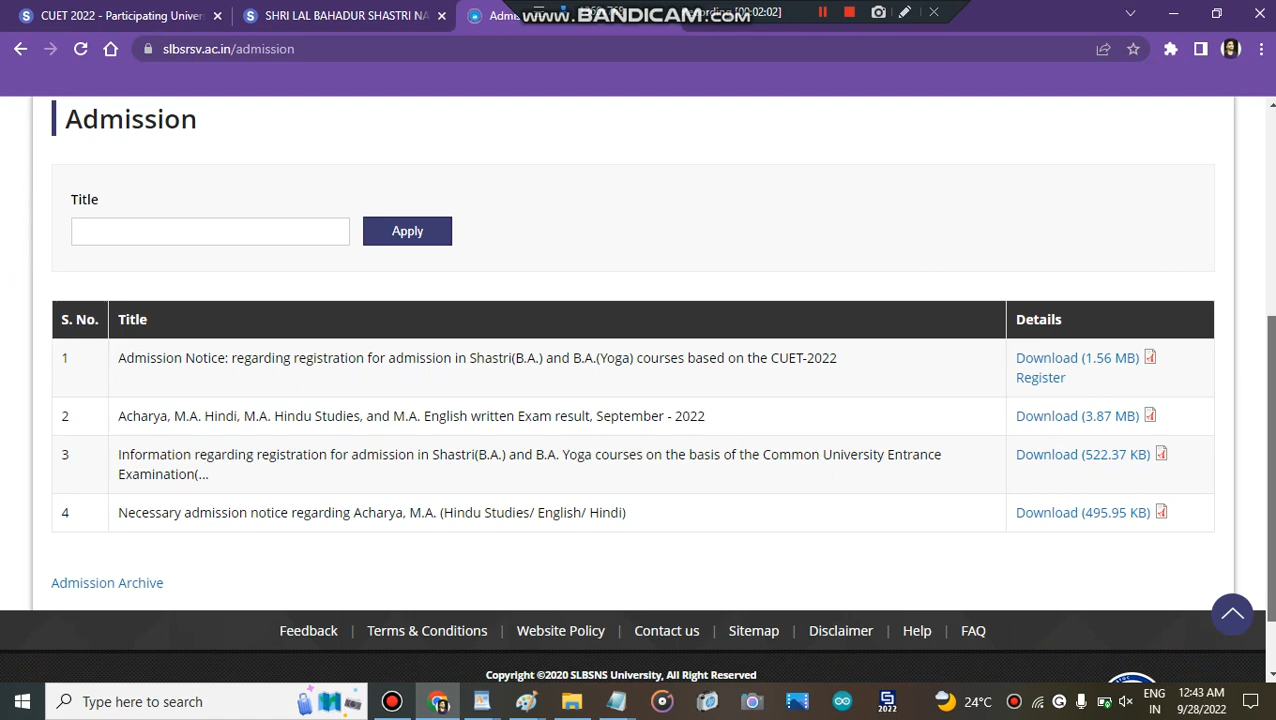 CUET 2022 - Participating Univer
SHRI LAL BAHADUR SHASTRI NA
Admi
www.BANDICAM.com
recording [00:02:02]
slbsrsv.ac.in/admission
Admission
Title
Apply
S. No. Title Details
1 Admission Notice: regarding registration for admission in Shastri(B.A.) and B.A.(Yoga) courses based on the CUET-2022 Download (1.56 MB)
Register
2 Acharya, M.A. Hindi, M.A. Hindu Studies, and M.A. English written Exam result, September - 2022 Download (3.87 MB)
3 Information regarding registration for admission in Shastri(B.A.) and B.A. Yoga courses on the basis of the Common University Entrance Download (522.37 KB)
Examination(...
4 Necessary admission notice regarding Acharya, M.A. (Hindu Studies/ English/ Hindi) Download (495.95 KB)
Admission Archive
Feedback | Terms & Conditions | Website Policy | Contact us | Sitemap | Disclaimer | Help | FAQ
Copyright ©2020 SLBSNS University, All Right Reserved
Type here to search
2022
24°C
ENG
IN
12:43 AM
9/28/2022